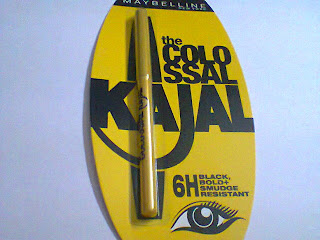 MAYBELLINE
the
COLO
SSAL
KAJAL
6H
BLACK,
BOLD+
SMUDGE
RESISTANT